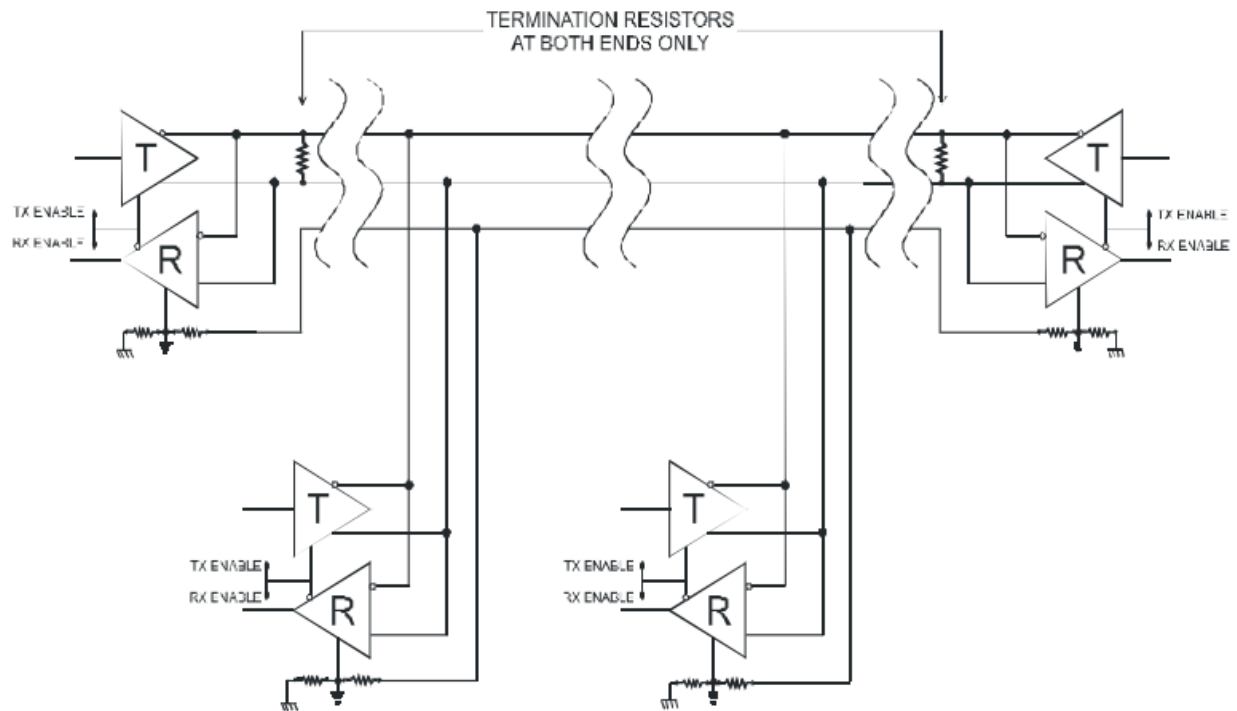 TERMINATION RESISTORS
AT BOTH ENDS ONLY
T
T
TX ENABLE
RX ENABLE
R
TX ENABLE
RX ENABLE
R
T
T
TX ENABLE
RX ENABLE
R
TX ENABLE
RX ENABLE
R